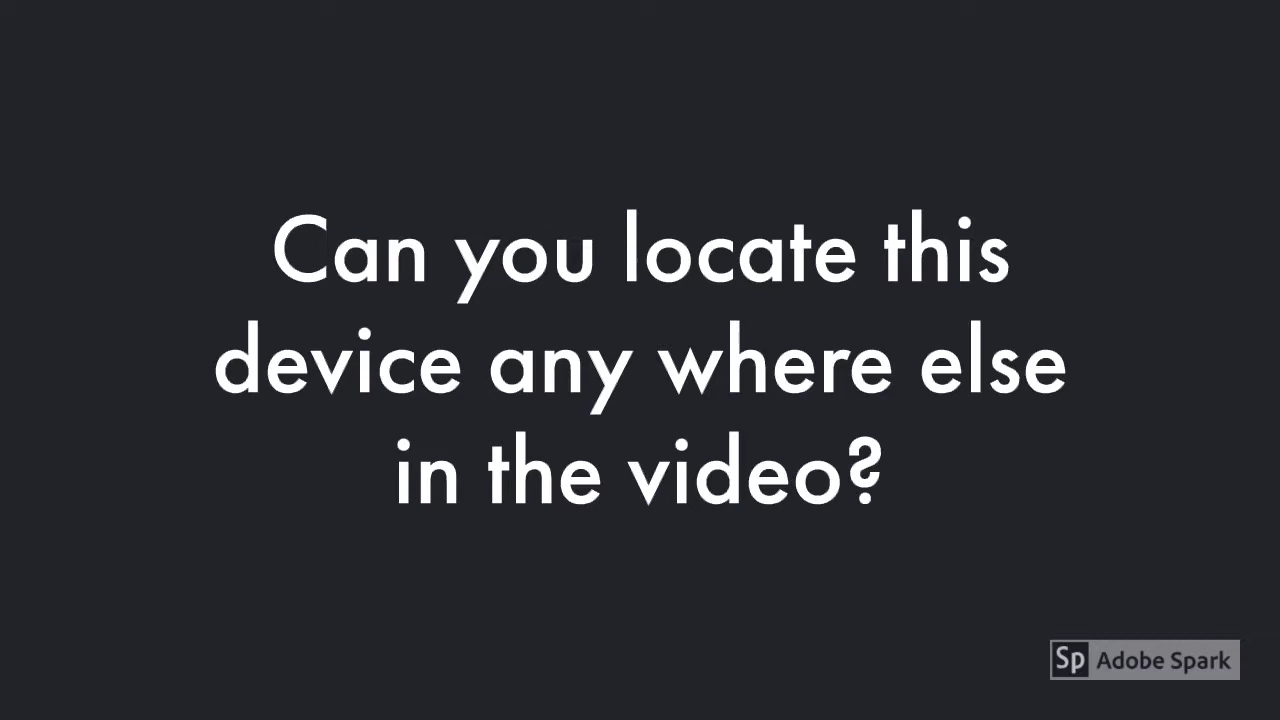 Can you locate this
device any where else
in the video?
Sp Adobe Spark